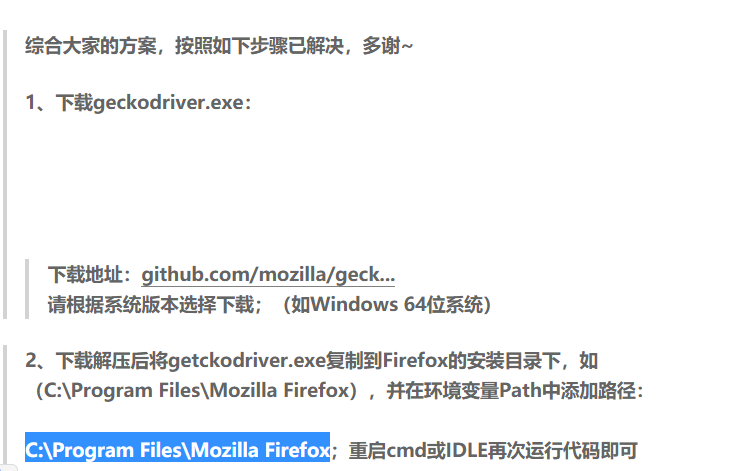 综合大家的方案，按照如下步骤已解决，多谢~
1、下载geckodriver.exe：
下载地址：github.com/mozilla/geck...
请根据系统版本选择下载；（如Windows 64位系统）
2、下载解压后将getckodriver.exe复制到Firefox的安装目录下，如
（C:\Program Files\Mozilla Firefox），并在环境变量Path中添加路径：
C:\Program Files\Mozilla Firefox；重启cmd或IDLE再次运行代码即可